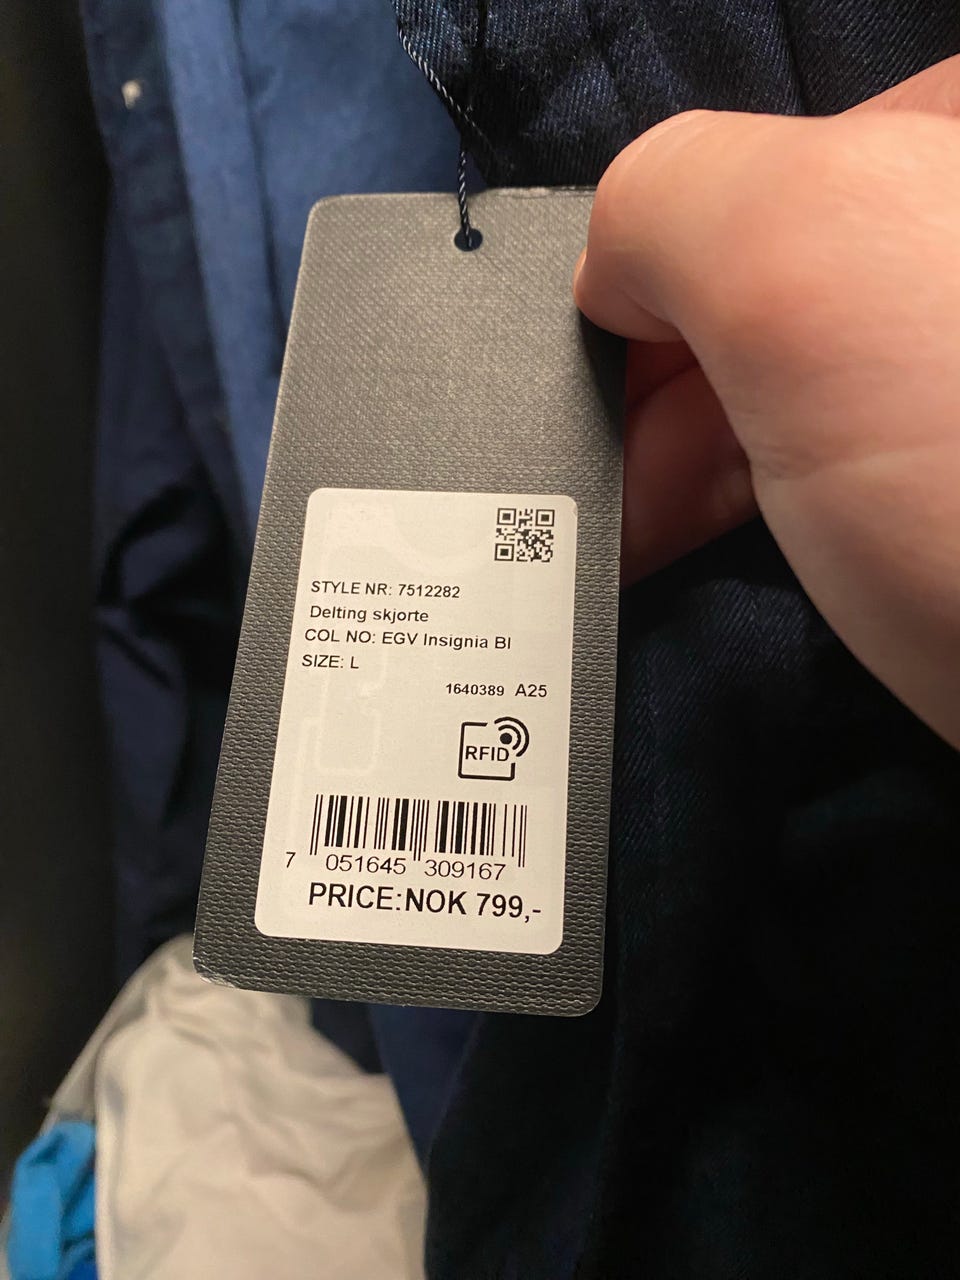 STYLE NR: 7512282
Delting skjorte
COL NO: EGV Insignia Bl
SIZE: L
1640389 A25
RFID
7 051645 309167
PRICE:NOK 799,-